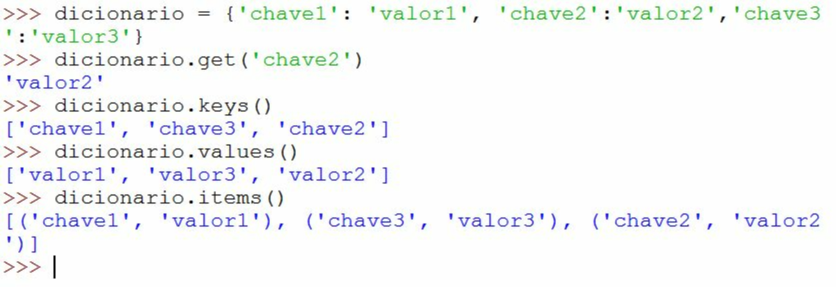 >>> dicionario = {'chave1': 'valor1', 'chave2':'valor2','chave3
':'valor3'}
>>> dicionario.get('chave2')
'valor2'
>>> dicionario.keys()
['chave1', 'chave3', 'chave2']
>>> dicionario.values()
['valor1', 'valor3', 'valor2']
>>> dicionario.items()
[('chave1', 'valor1'), ('chave3', 'valor3'), ('chave2', 'valor2
')]
>>>